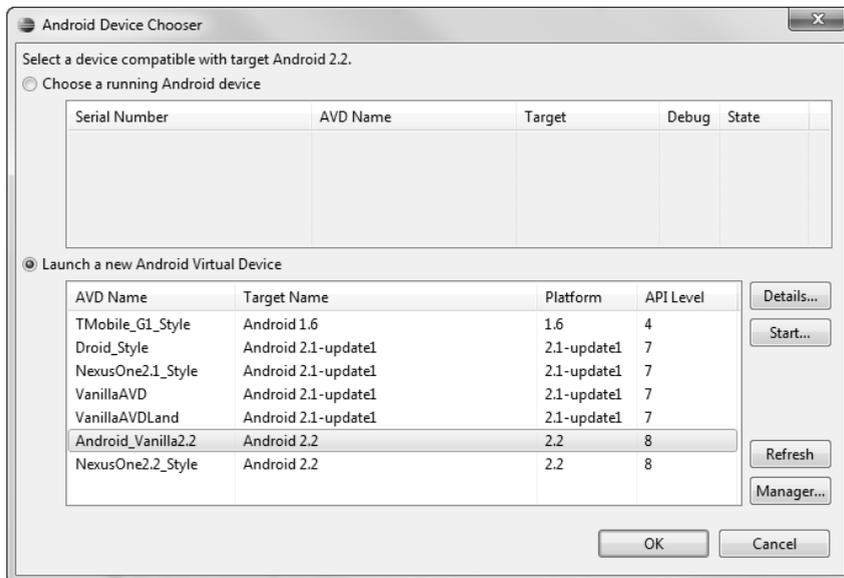 Android Device Chooser
Select a device compatible with target Android 2.2.
Choose a running Android device
Serial Number AVD Name Target Debug State
Launch a new Android Virtual Device
AVD Name Target Name Platform API Level
TMobile_G1_Style Android 1.6 1.6 4
Droid_Style Android 2.1-update1 2.1-update1 7
NexusOne2.1_Style Android 2.1-update1 2.1-update1 7
VanillaAVD Android 2.1-update1 2.1-update1 7
VanillaAVDLand Android 2.1-update1 2.1-update1 7
Android_Vanilla2.2 Android 2.2 2.2 8
NexusOne2.2_Style Android 2.2 2.2 8
Details...
Start...
Refresh
Manager...
OK Cancel